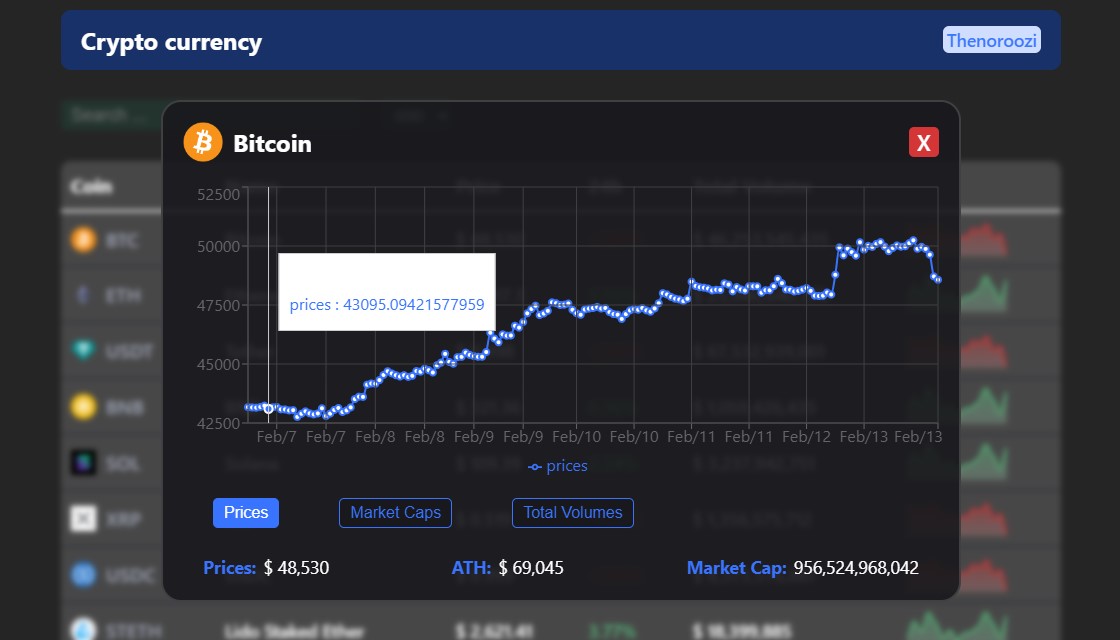 Crypto currency
Thenoroozi
Search ...
Bitcoin
X
Coin
52500
50000
47500
45000
42500
prices : 43095.09421577959
Feb/7 Feb/7 Feb/8 Feb/8 Feb/9 Feb/9 Feb/10 Feb/10 Feb/11 Feb/11 Feb/12 Feb/13 Feb/13
prices
Prices Market Caps Total Volumes
Prices: $ 48,530 ATH: $ 69,045 Market Cap: 956,524,968,042
BTC
ETH
USDT
BNB
SOL
XRP
USDC
STETH Lido Staked Ether $ 2,621.41 3.77% $ 18,399,885